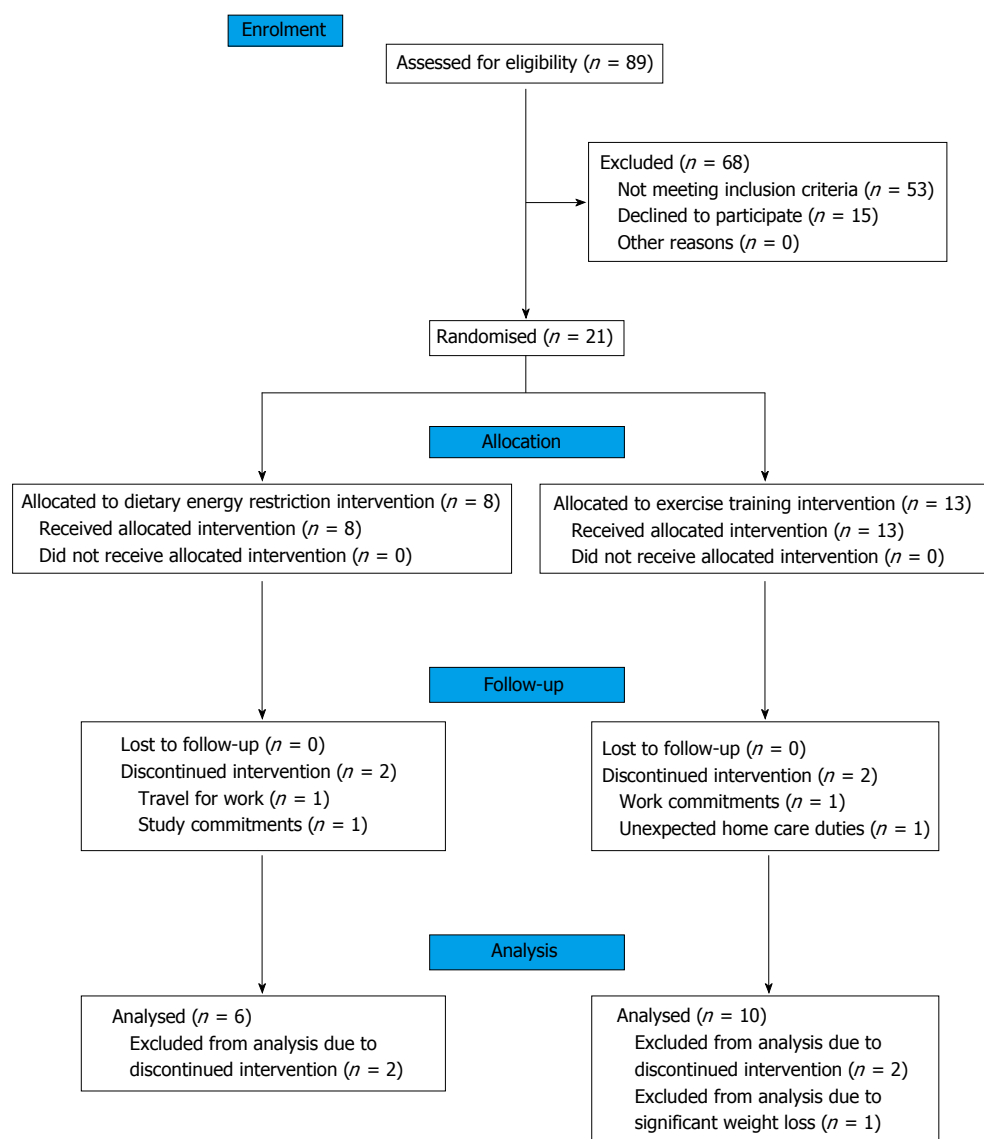 Enrolment
Assessed for eligibility (n = 89)
Excluded (n = 68)
Not meeting inclusion criteria (n = 53)
Declined to participate (n = 15)
Other reasons (n = 0)
Randomised (n = 21)
Allocation
Allocated to dietary energy restriction intervention (n = 8)
Received allocated intervention (n = 8)
Did not receive allocated intervention (n = 0)
Allocated to exercise training intervention (n = 13)
Received allocated intervention (n = 13)
Did not receive allocated intervention (n = 0)
Follow-up
Lost to follow-up (n = 0)
Discontinued intervention (n = 2)
Travel for work (n = 1)
Study commitments (n = 1)
Lost to follow-up (n = 0)
Discontinued intervention (n = 2)
Work commitments (n = 1)
Unexpected home care duties (n = 1)
Analysis
Analysed (n = 6)
Excluded from analysis due to
discontinued intervention (n = 2)
Analysed (n = 10)
Excluded from analysis due to
discontinued intervention (n = 2)
Excluded from analysis due to
significant weight loss (n = 1)